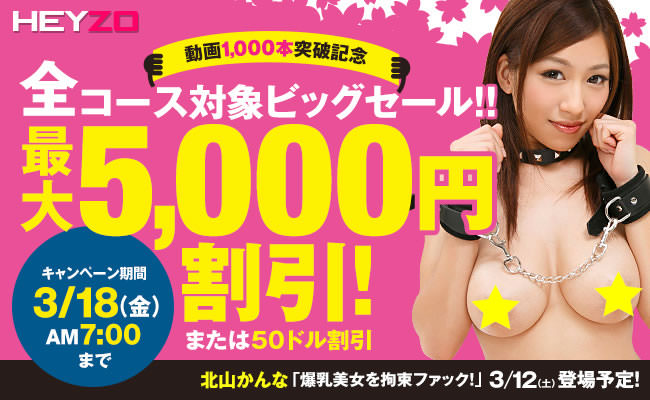 HEYZO
動画1,000本突破記念
全コース対象ビッグセール!!
最大5,000円
割引!
または50ドル割引
キャンペーン期間
3/18(金)
AM7:00
まで
北山かんな「爆乳美女を拘束ファック!」3/12(土)登場予定!